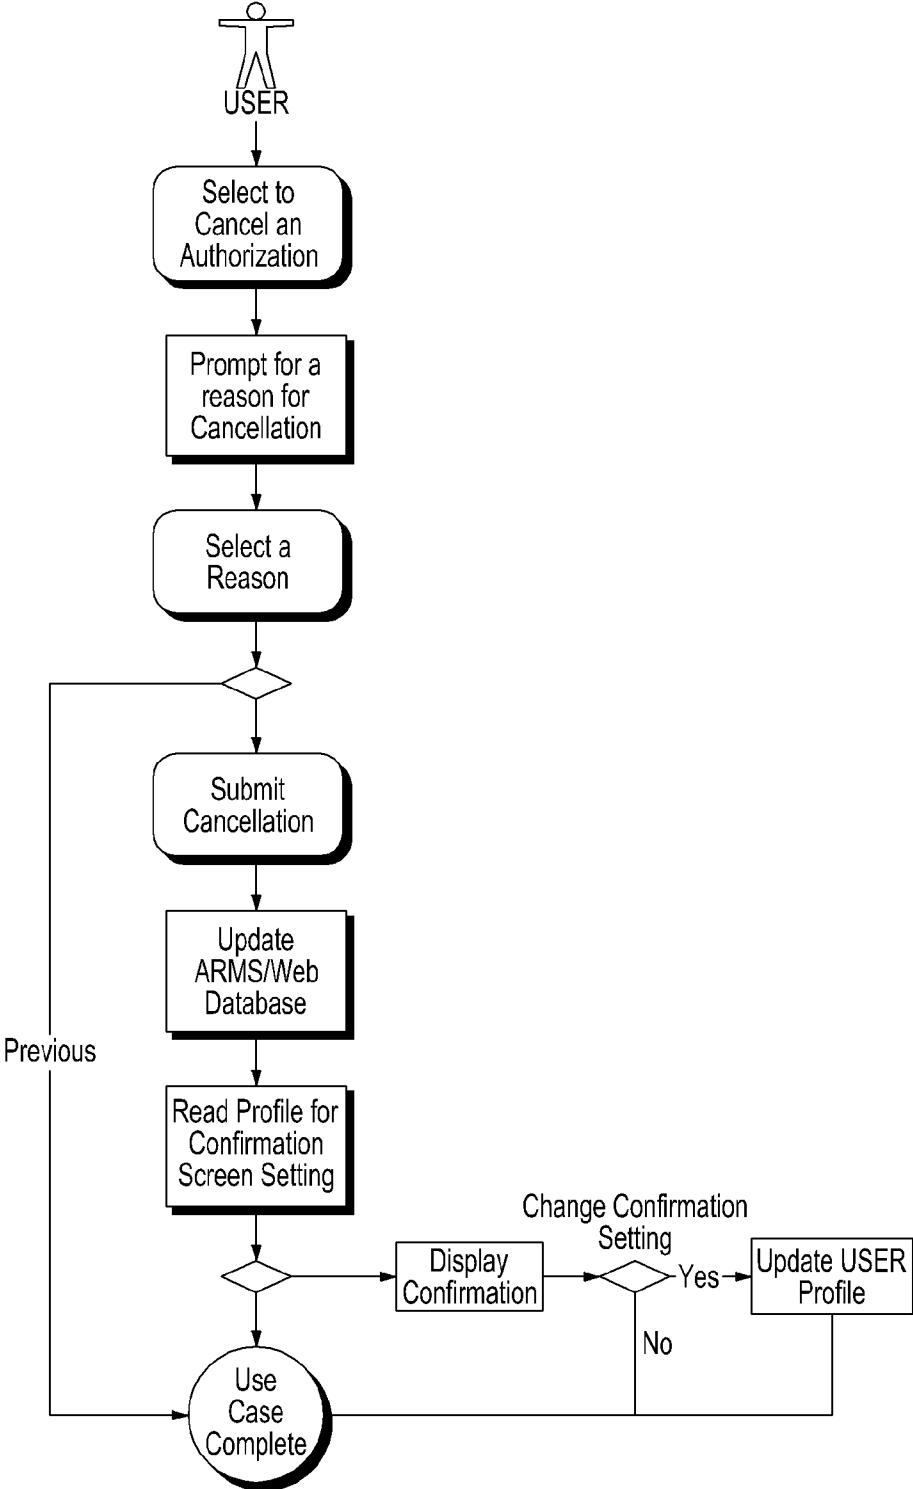 USER
Select to
Cancel an
Authorization
Prompt for a
reason for
Cancellation
Select a
Reason
Submit
Cancellation
Update
ARMS/Web
Database
Previous
Read Profile for
Confirmation
Screen Setting
Change Confirmation
Setting
Display
Confirmation
Yes
Update USER
Profile
No
Use
Case
Complete